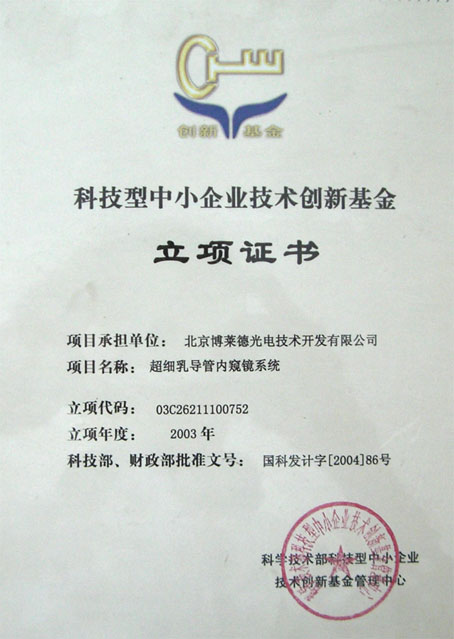 创新 基金
科技型中小企业技术创新基金
立项证书
项目承担单位： 北京博莱德光电技术开发有限公司
项目名称： 超细乳导管内窥镜系统
立项代码： 03C26211100752
立项年度： 2003 年
科技部、财政部批准文号： 国科发计字[2004]86号
科学技术部科技型中小企业
技术创新基金管理中心